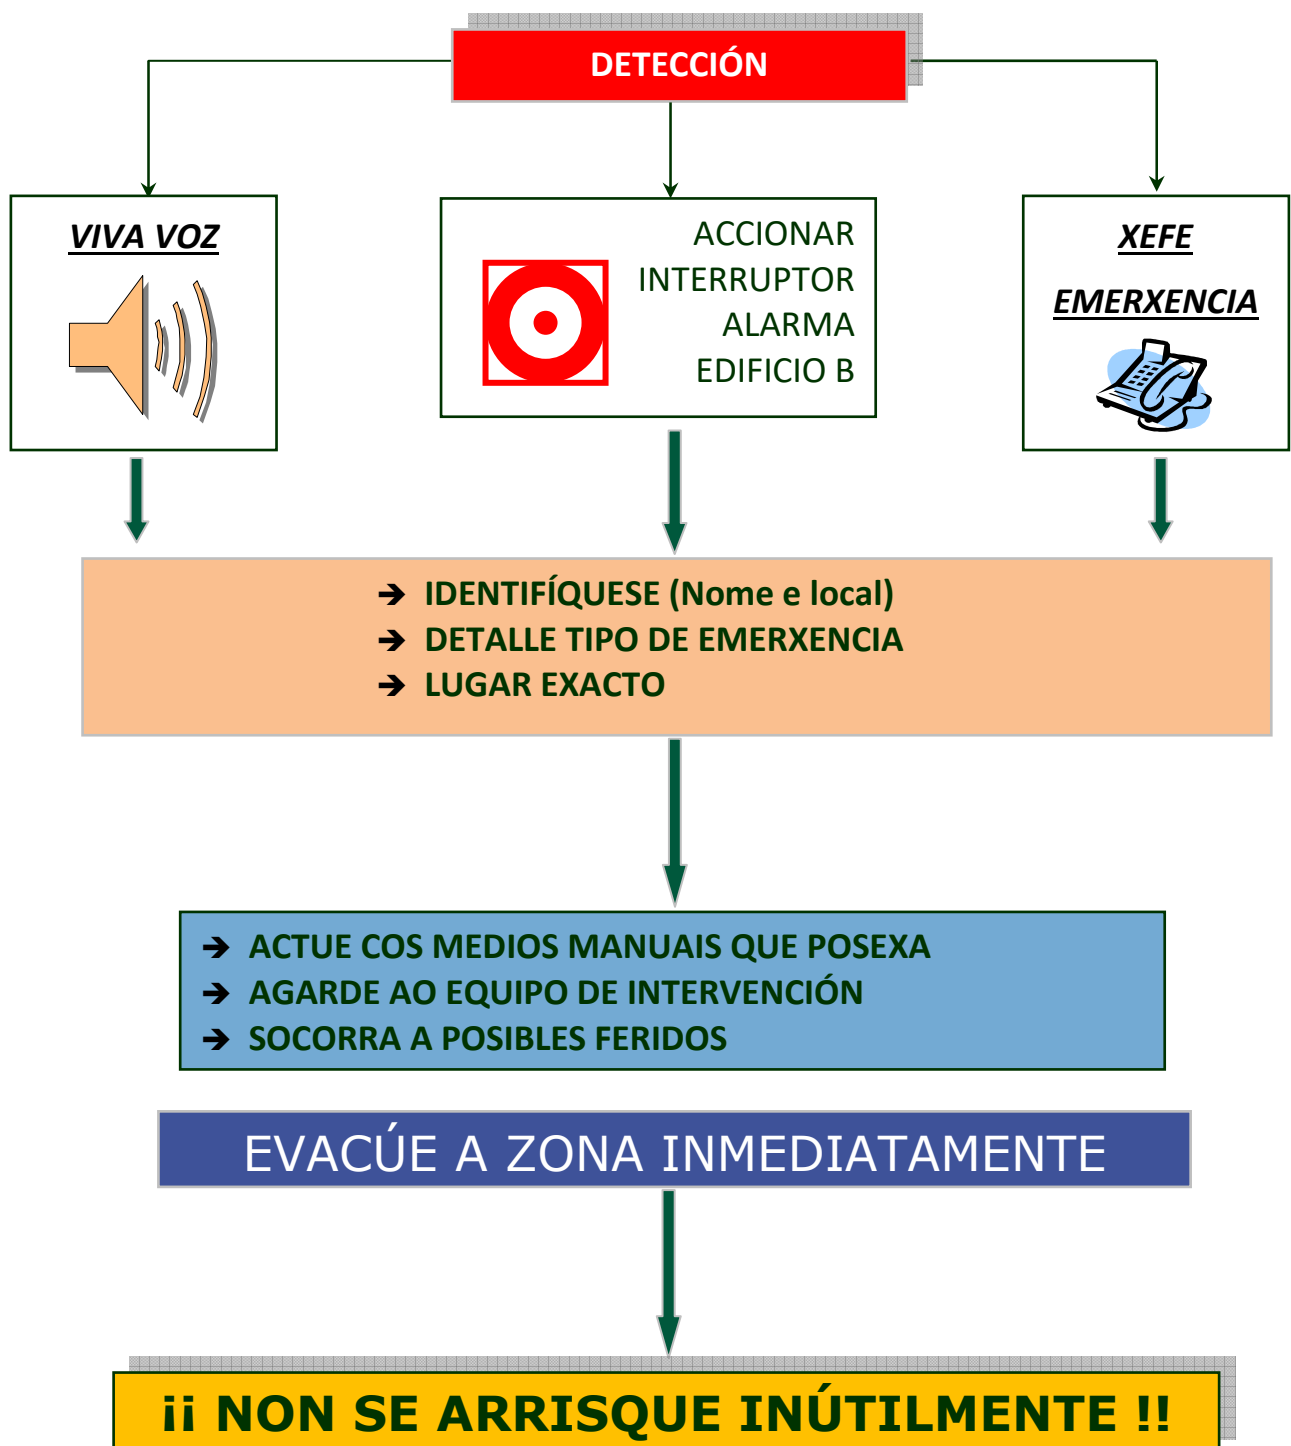 DETECCIÓN
VIVA VOZ
ACCIONAR
INTERRUPTOR
ALARMA
EDIFICIO B
XEFE
EMERXENCIA
➔ IDENTIFÍQUESE (Nome e local)
➔ DETALLE TIPO DE EMERXENCIA
➔ LUGAR EXACTO
➔ ACTUE COS MEDIOS MANUAIS QUE POSEXA
➔ AGARDE AO EQUIPO DE INTERVENCIÓN
➔ SOCORRA A POSIBLES FERIDOS
EVACÚE A ZONA INMEDIATAMENTE
¡¡ NON SE ARRISQUE INÚTILMENTE !!